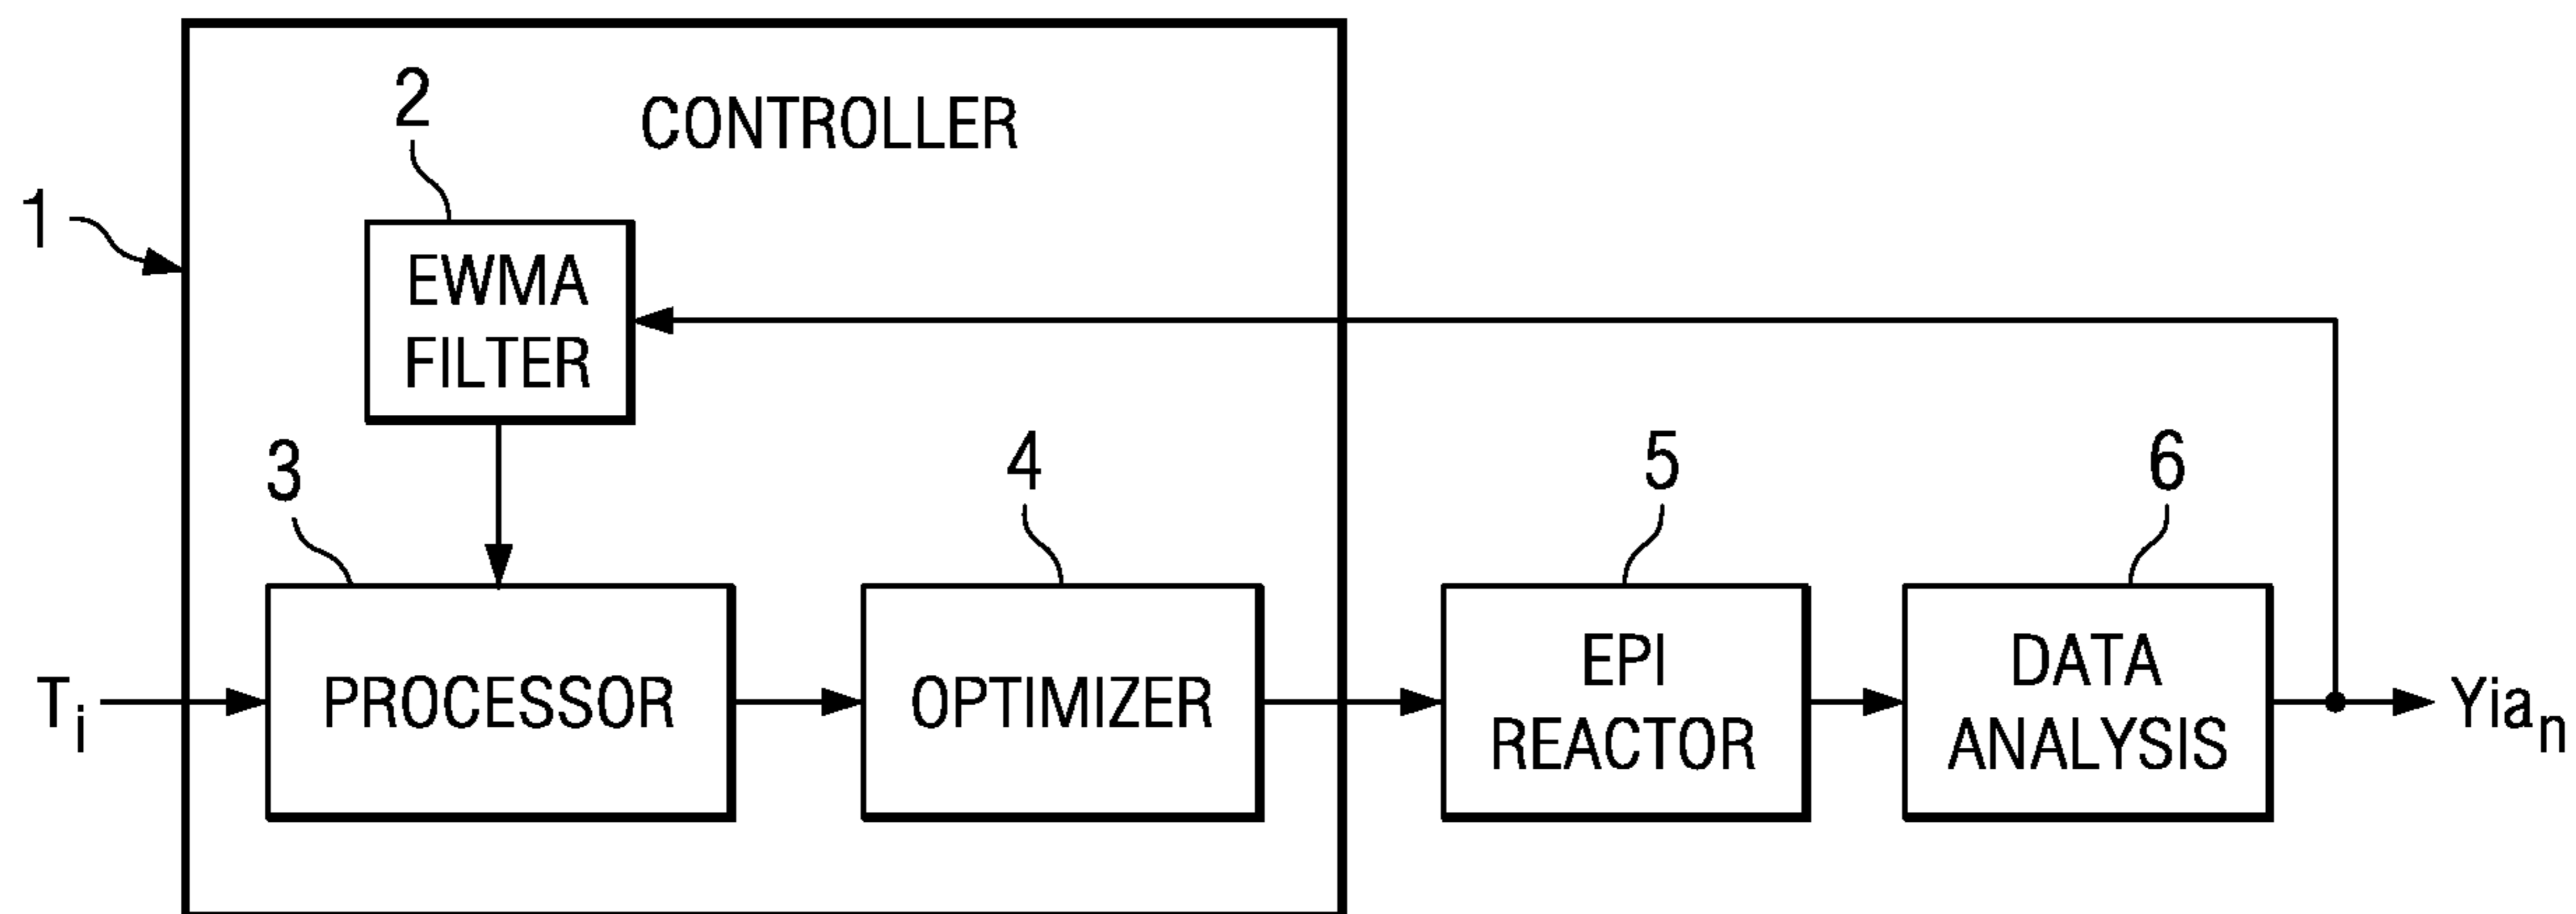 CONTROLLER
2
1
EWMA
FILTER
3
4
5
6
Ti
PROCESSOR
OPTIMIZER
EPI
REACTOR
DATA
ANALYSIS
Yian